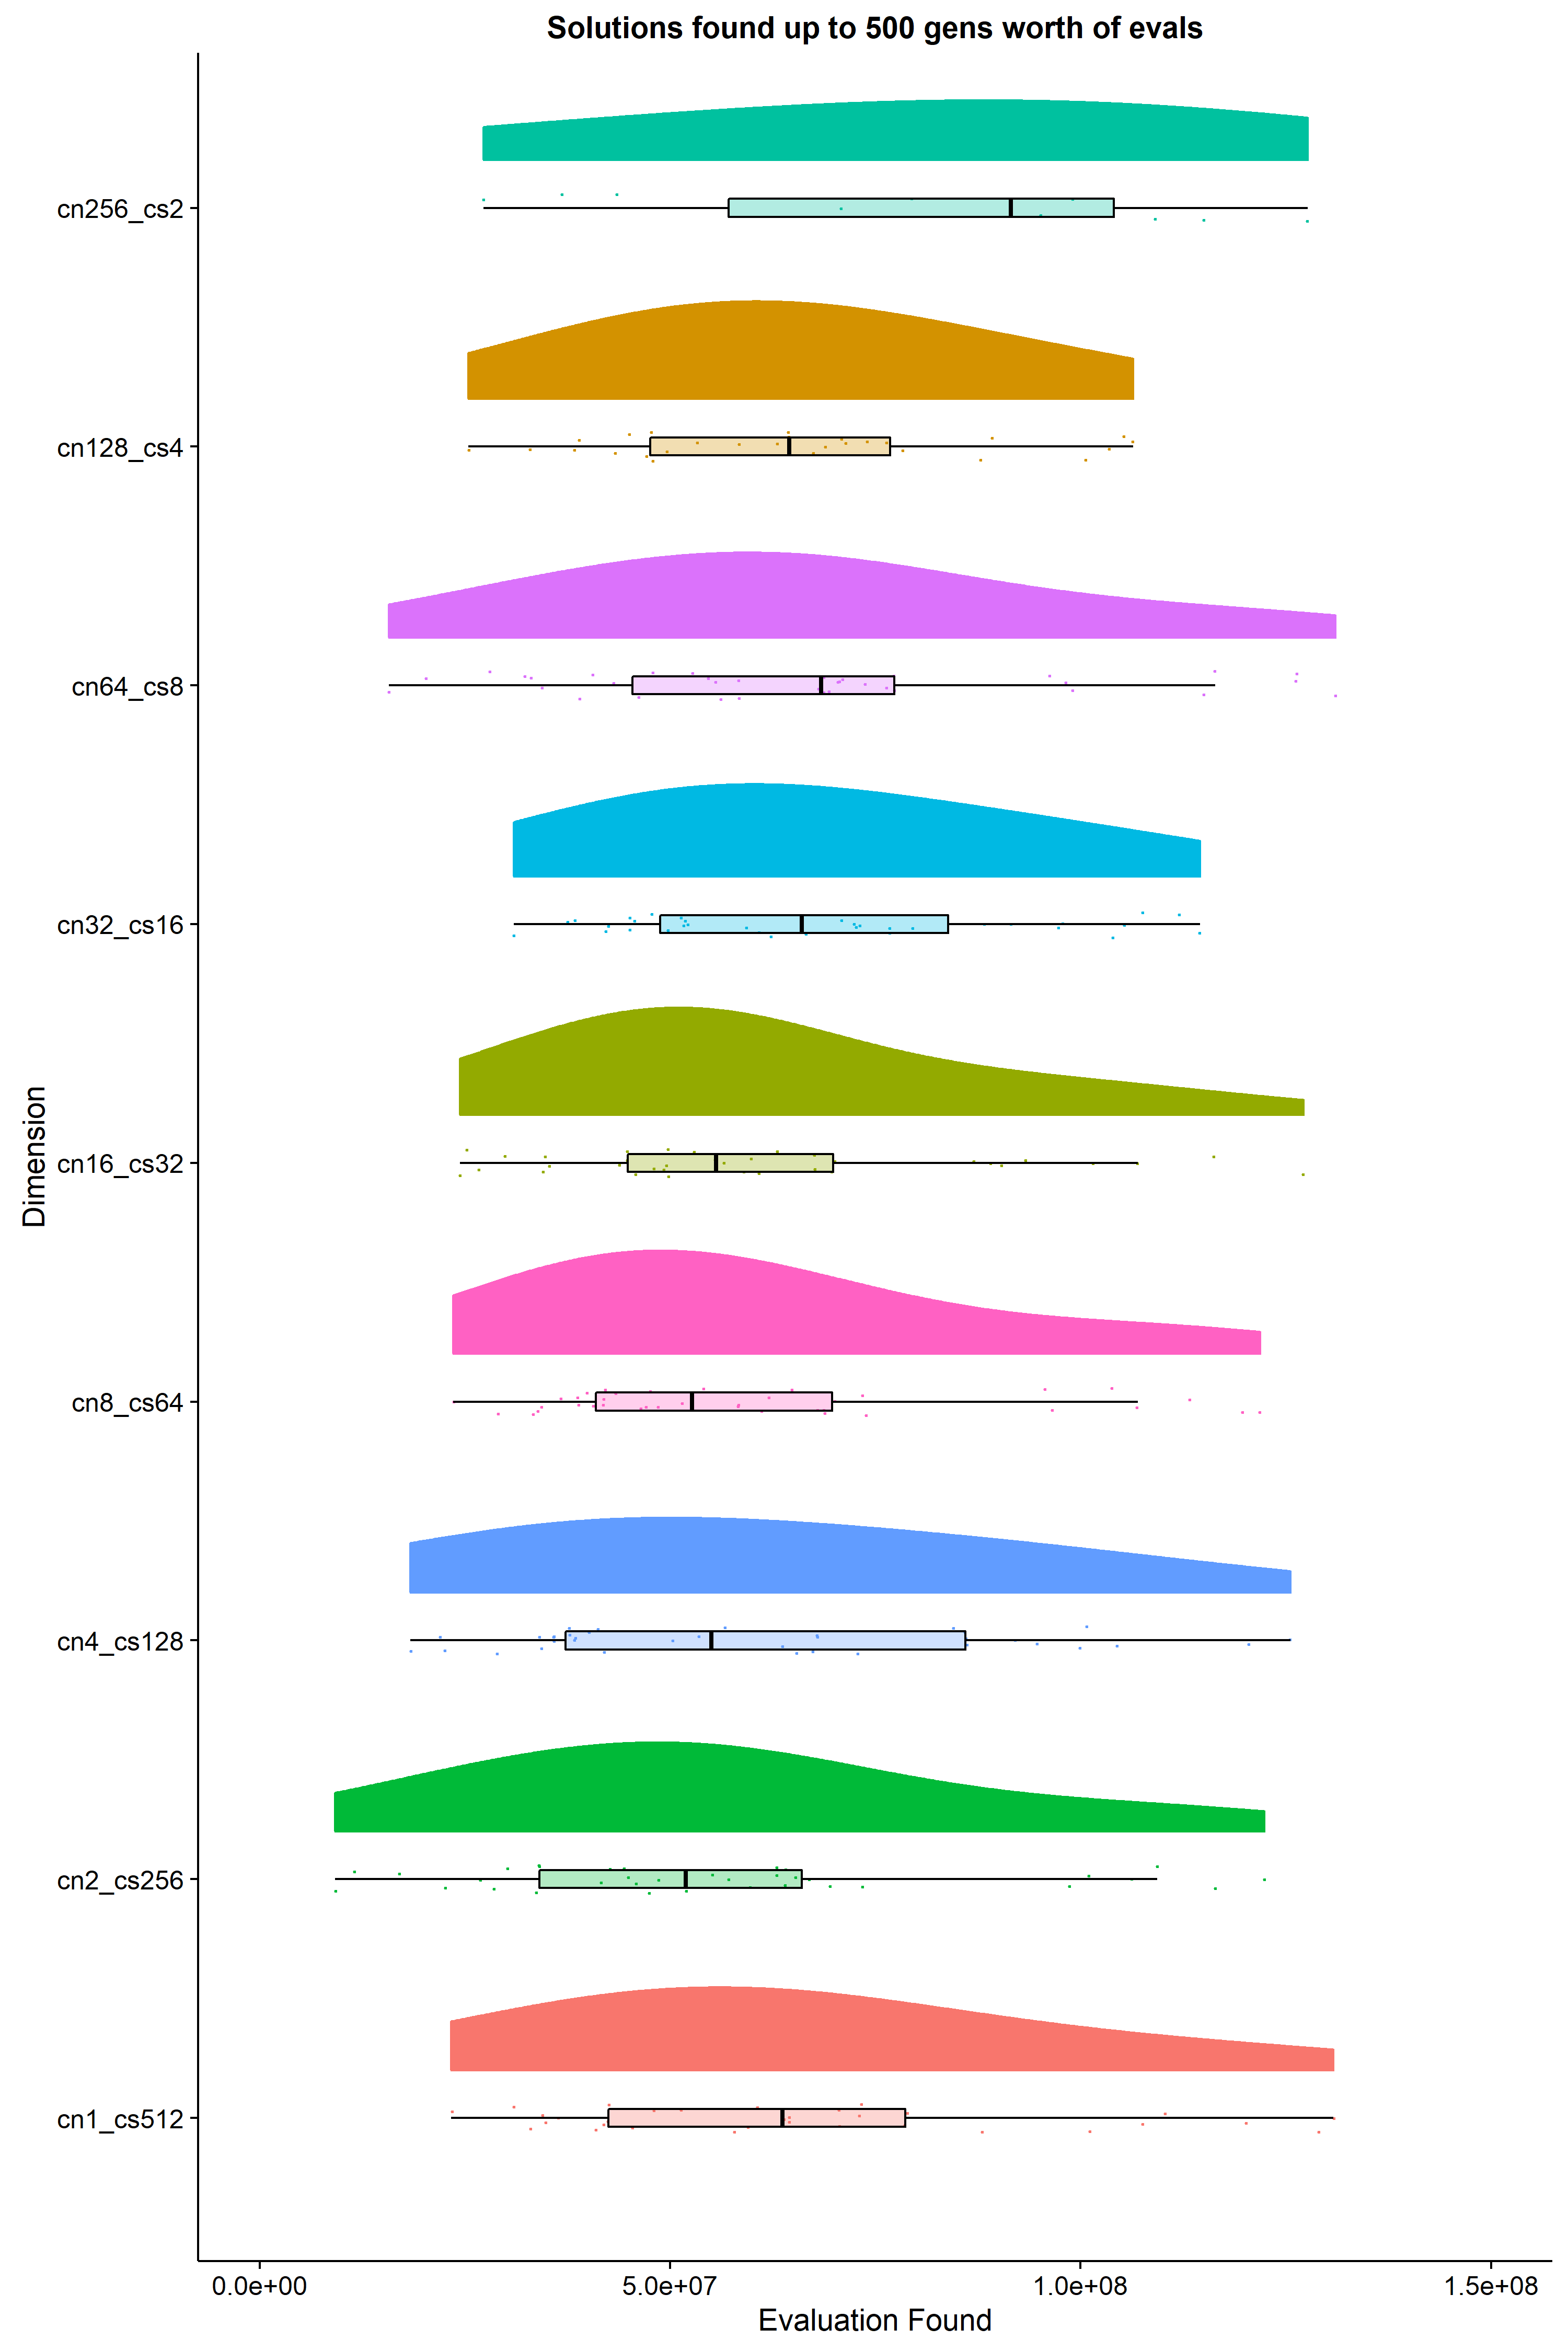 Solutions found up to 500 gens worth of evals
cn256_cs2
cn128_cs4
cn64_cs8
cn32_cs16
cn16_cs32
cn8_cs64
cn4_cs128
cn2_cs256
cn1_cs512
Dimension
0.0e+00 5.0e+07 1.0e+08 1.5e+08
Evaluation Found